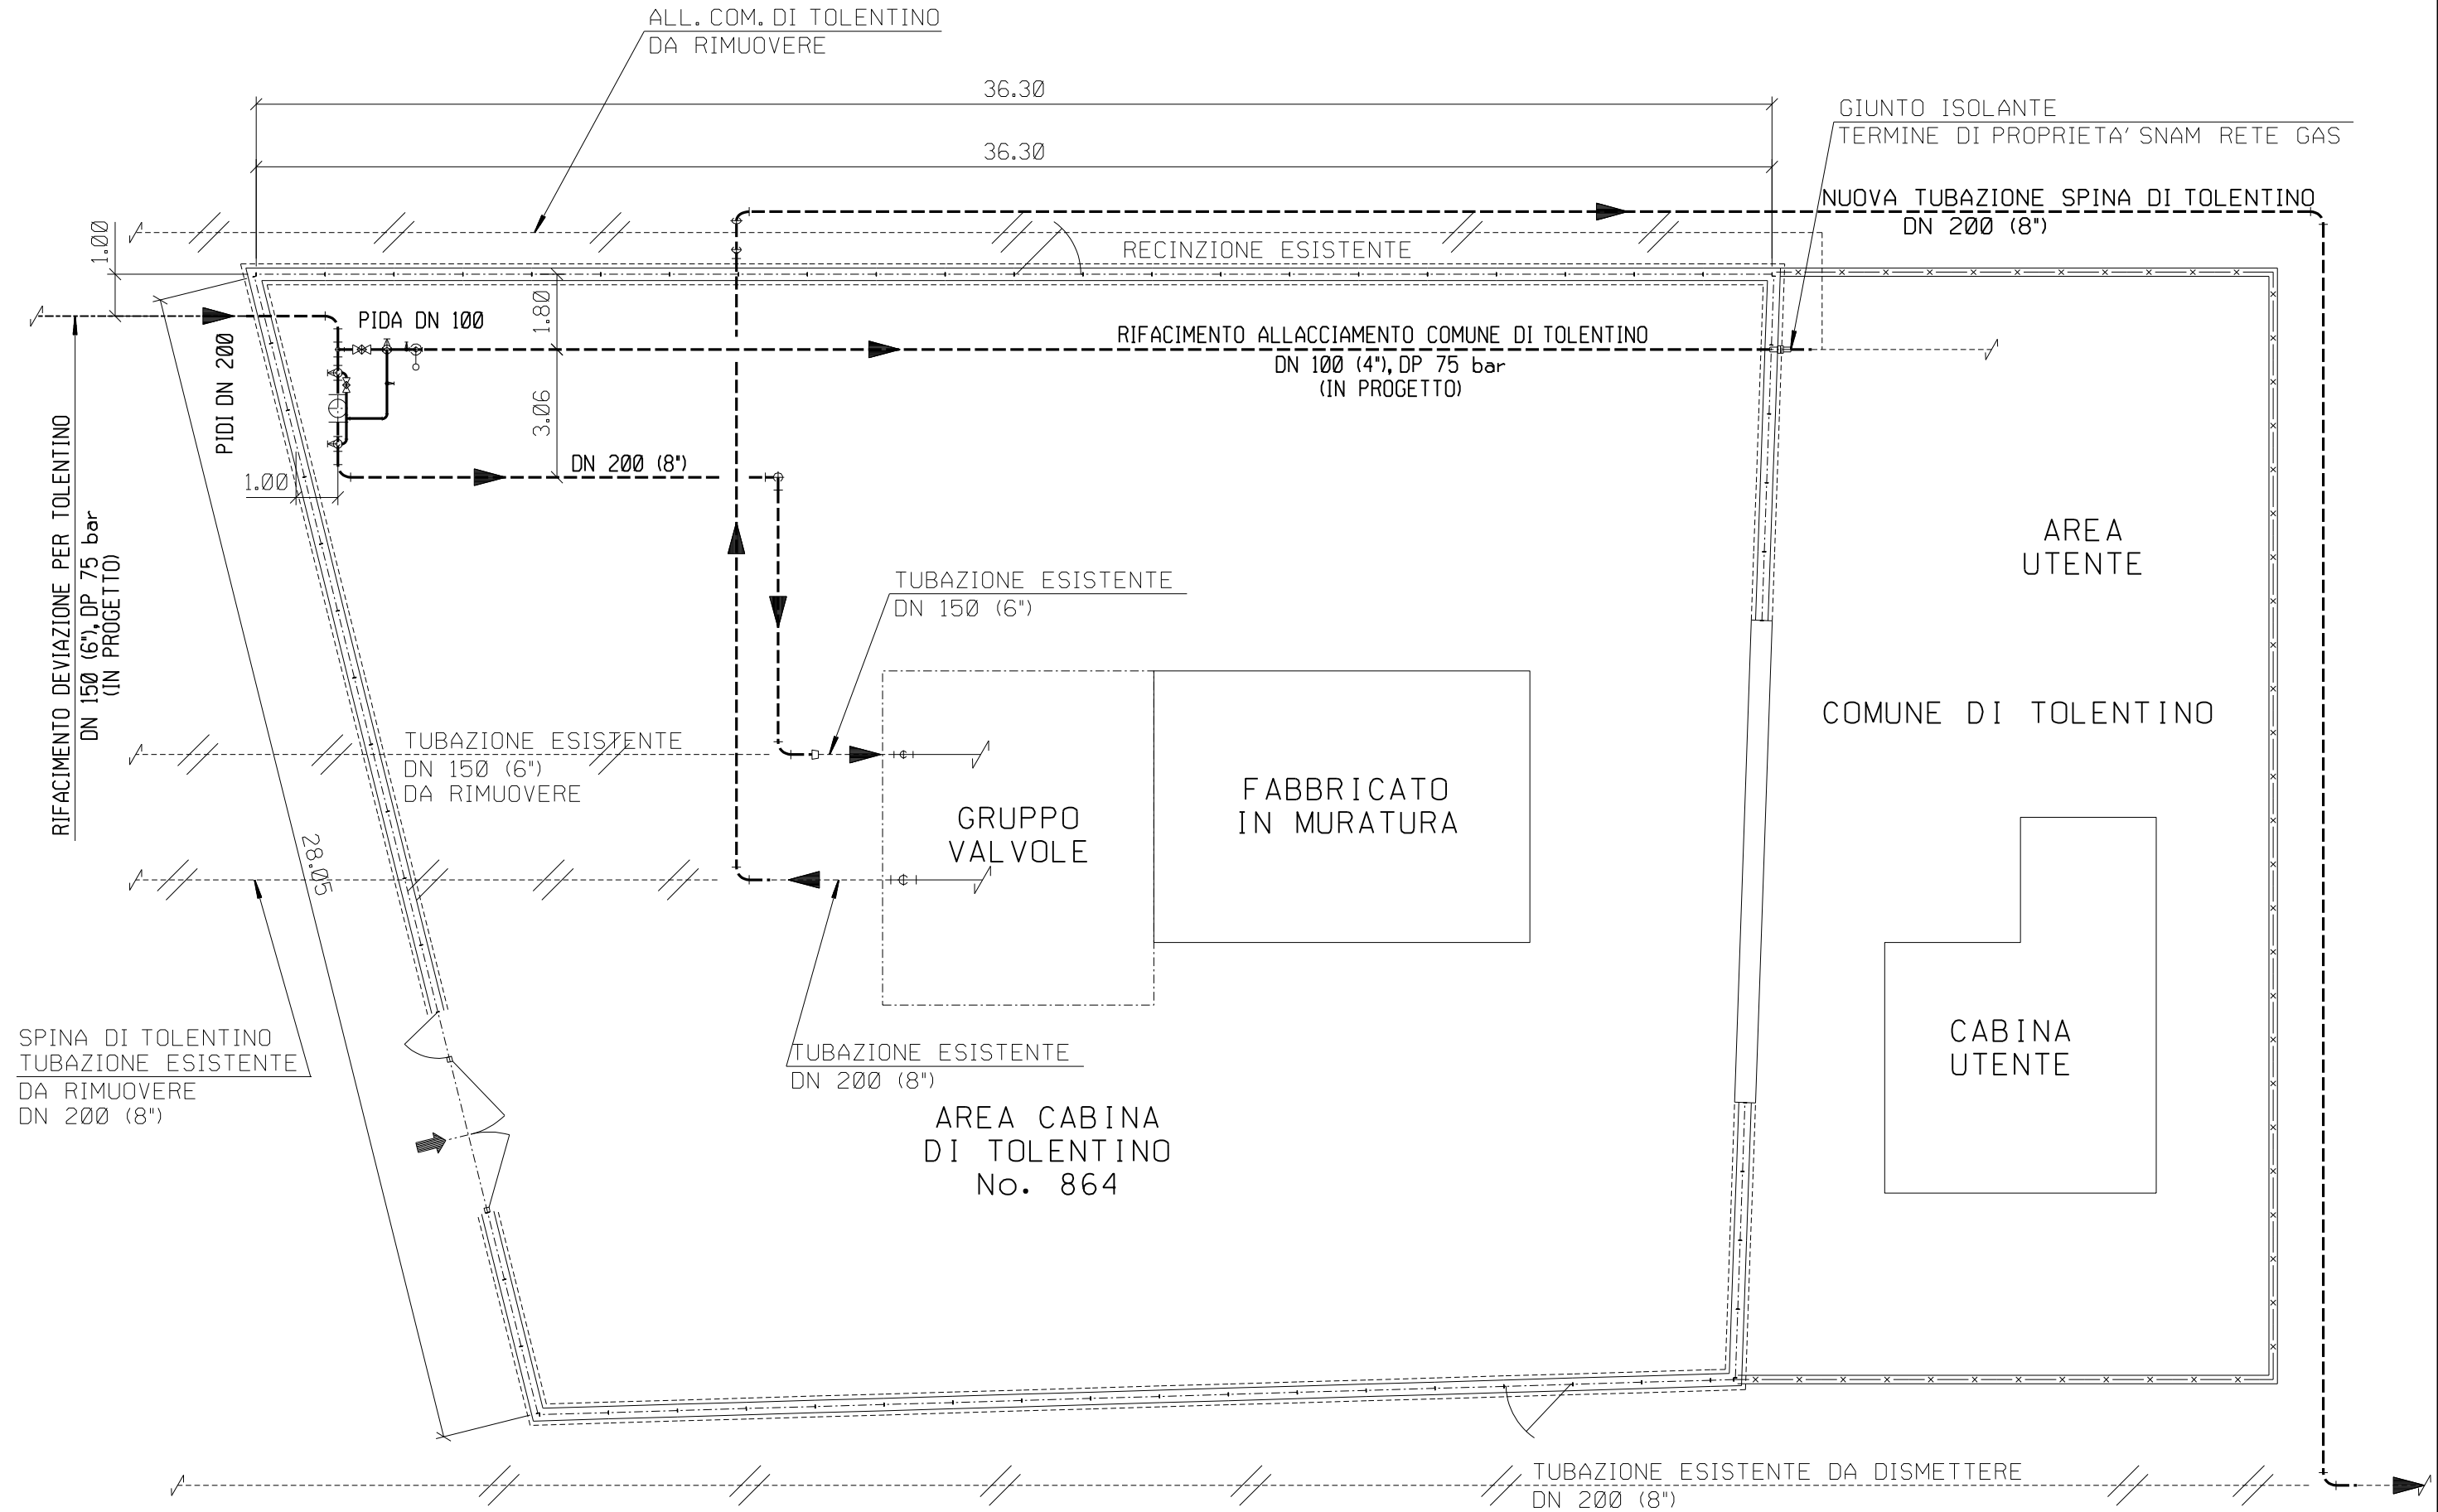 ALL. COM. DI TOLENTINO
DA RIMUOVERE
36.30
36.30
GIUNTO ISOLANTE
TERMINE DI PROPRIETA' SNAM RETE GAS
NUOVA TUBAZIONE SPINA DI TOLENTINO
DN 200 (8")
1.00
RECINZIONE ESISTENTE
PIDA DN 100
1.80
PIDI DN 200
RIFACIMENTO ALLACCIAMENTO COMUNE DI TOLENTINO
DN 100 (4"), DP 75 bar
(IN PROGETTO)
3.06
1.00
DN 200 (8")
RIFACIMENTO DEVIAZIONE PER TOLENTINO
DN 150 (6"), DP 75 bar
(IN PROGETTO)
AREA
UTENTE
TUBAZIONE ESISTENTE
DN 150 (6")
COMUNE DI TOLENTINO
TUBAZIONE ESISTENTE
DN 150 (6")
DA RIMUOVERE
FABBRICATO
IN MURATURA
GRUPPO
VALVOLE
28.05
SPINA DI TOLENTINO
TUBAZIONE ESISTENTE
DA RIMUOVERE
DN 200 (8")
TUBAZIONE ESISTENTE
DN 200 (8")
CABINA
UTENTE
AREA CABINA
DI TOLENTINO
No. 864
TUBAZIONE ESISTENTE DA DISMETTERE
DN 200 (8")